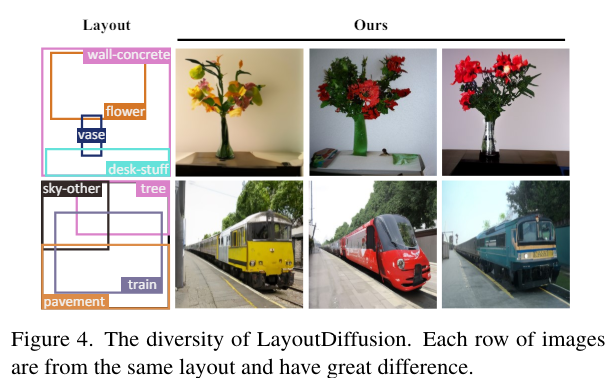 Layout
Ours
wall-concrete
flower
vase
desk-stuff
sky-other
tree
train
pavement
Figure 4. The diversity of LayoutDiffusion. Each row of images
are from the same layout and have great difference.